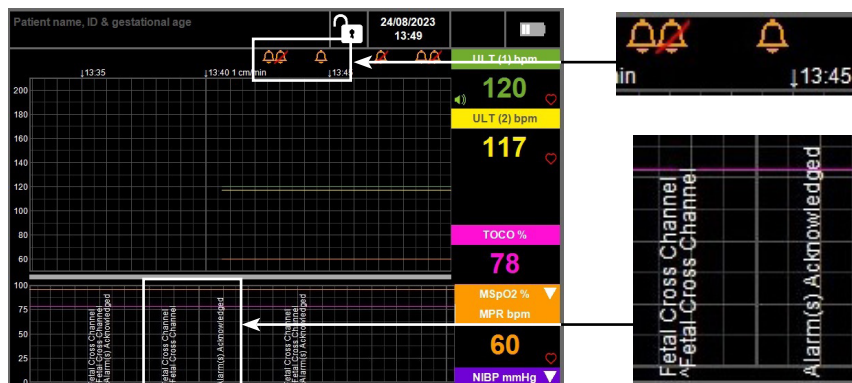 Patient name, ID & gestational age
24/08/2023
13:49
↓13:35
↓13:40 1 cm/min
↓13:45
200
180
160
140
120
100
80
60
ULT (1) bpm
120
ULT (2) bpm
117
TOCO %
78
100
75
50
25
0
Fetal Cross Channel
^Fetal Cross Channel
Alarm(s) Acknowledged
Fetal Cross Channel
^Fetal Cross Channel
Alarm(s) Acknowledged
Fetal Cross Channel
^Fetal Cross Channel
Alarm(s) Acknowledged
MSpO2 %
MPR bpm
60
NIBP mmHg
in
↓13:45
Fetal Cross Channel
^Fetal Cross Channel
Alarm(s) Acknowledged